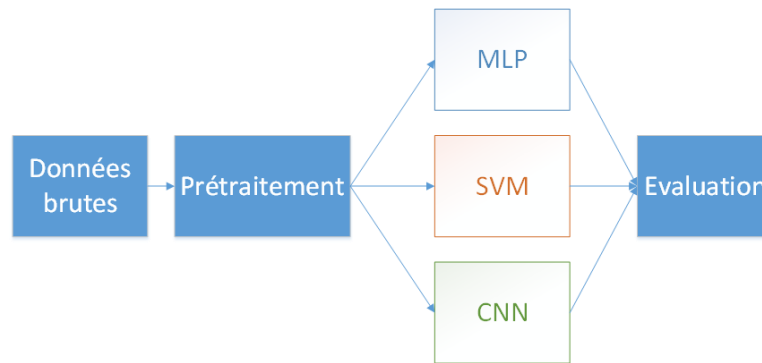 Données
brutes
Prétraitement
MLP
SVM
CNN
Evaluation